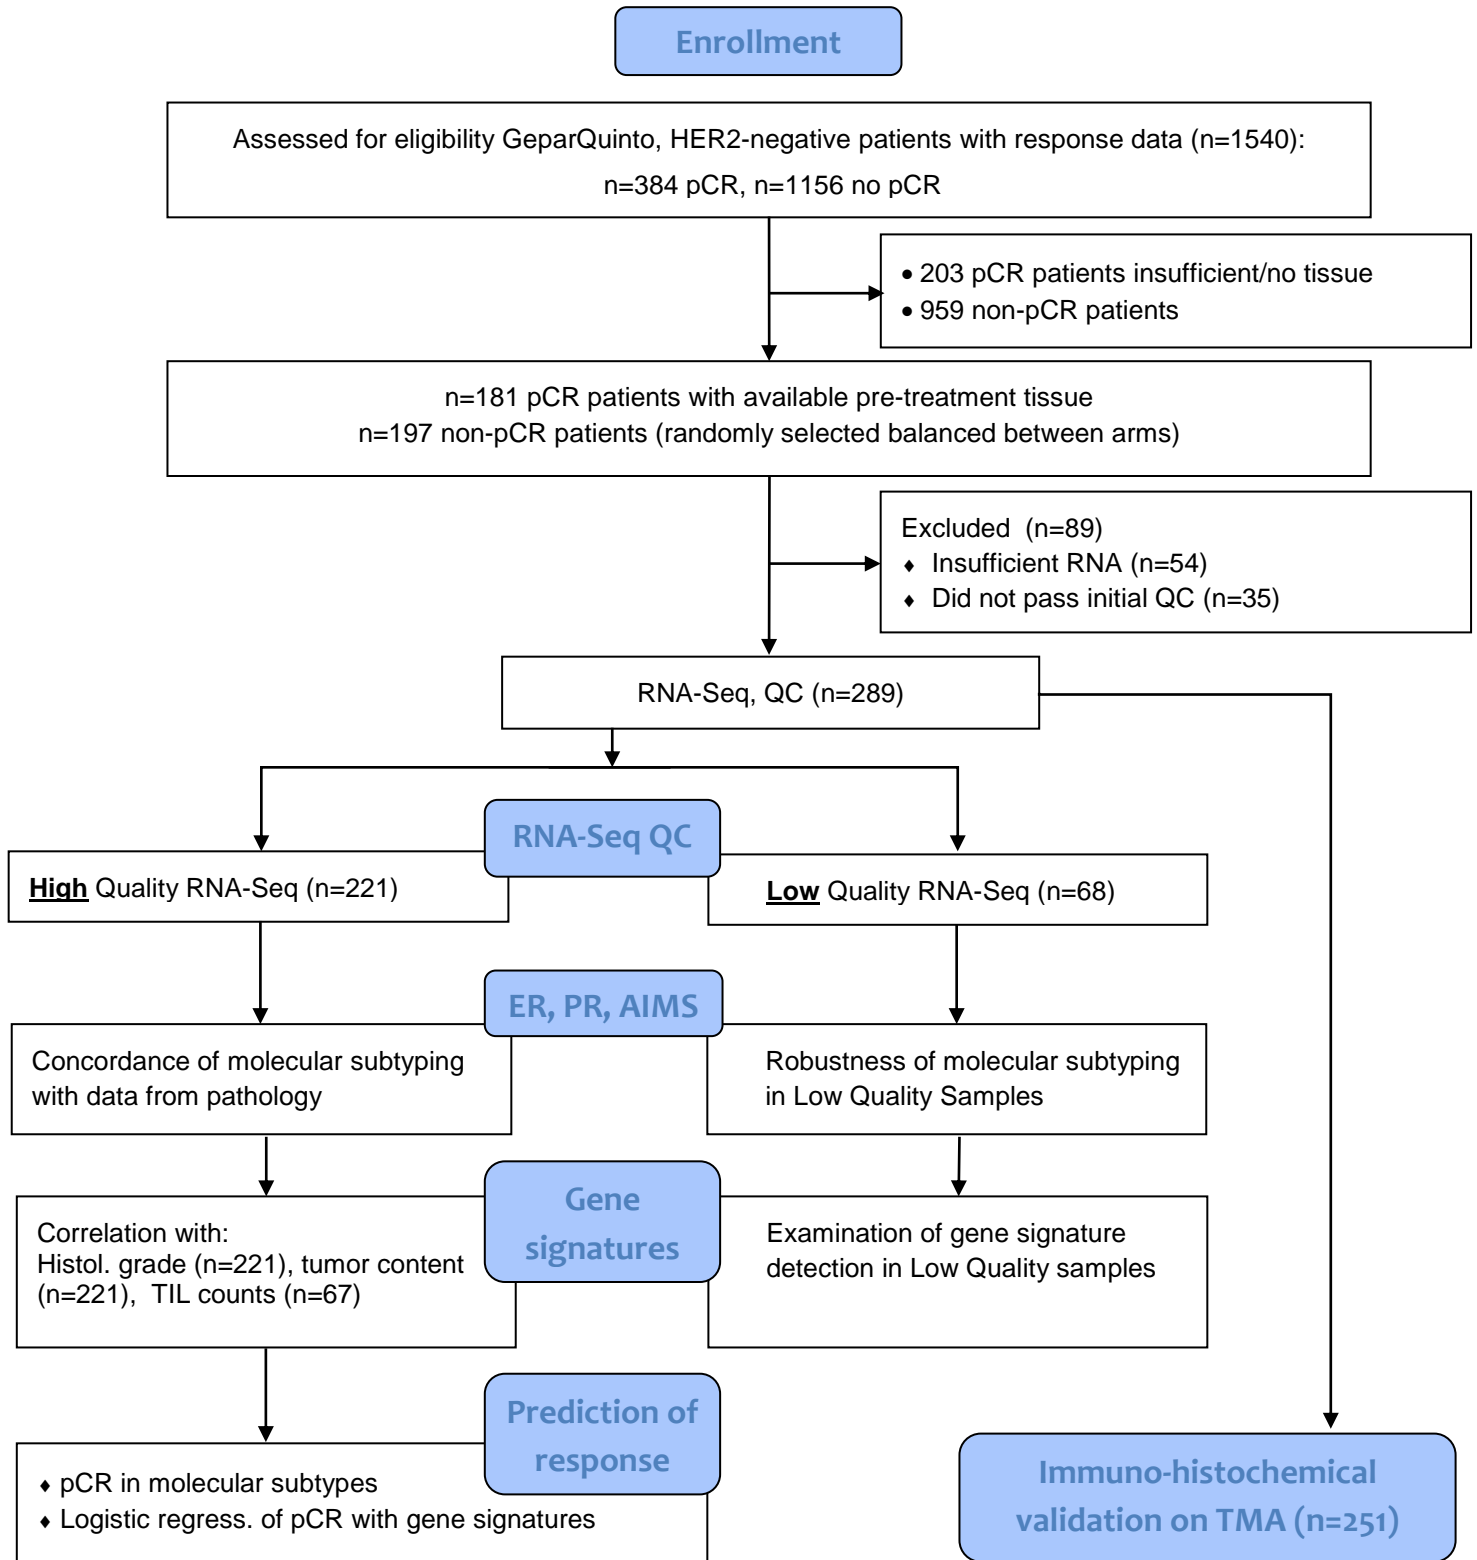 Enrollment
Assessed for eligibility GeparQuinto, HER2-negative patients with response data (n=1540):
n=384 pCR, n=1156 no pCR
• 203 pCR patients insufficient/no tissue
• 959 non-pCR patients
n=181 pCR patients with available pre-treatment tissue
n=197 non-pCR patients (randomly selected balanced between arms)
Excluded (n=89)
♦ Insufficient RNA (n=54)
♦ Did not pass initial QC (n=35)
RNA-Seq, QC (n=289)
RNA-Seq QC
High Quality RNA-Seq (n=221)
Low Quality RNA-Seq (n=68)
ER, PR, AIMS
Concordance of molecular subtyping
with data from pathology
Robustness of molecular subtyping
in Low Quality Samples
Gene
signatures
Correlation with:
Histol. grade (n=221), tumor content
(n=221), TIL counts (n=67)
Examination of gene signature
detection in Low Quality samples
Prediction of
response
♦ pCR in molecular subtypes
♦ Logistic regress. of pCR with gene signatures
Immuno-histochemical
validation on TMA (n=251)